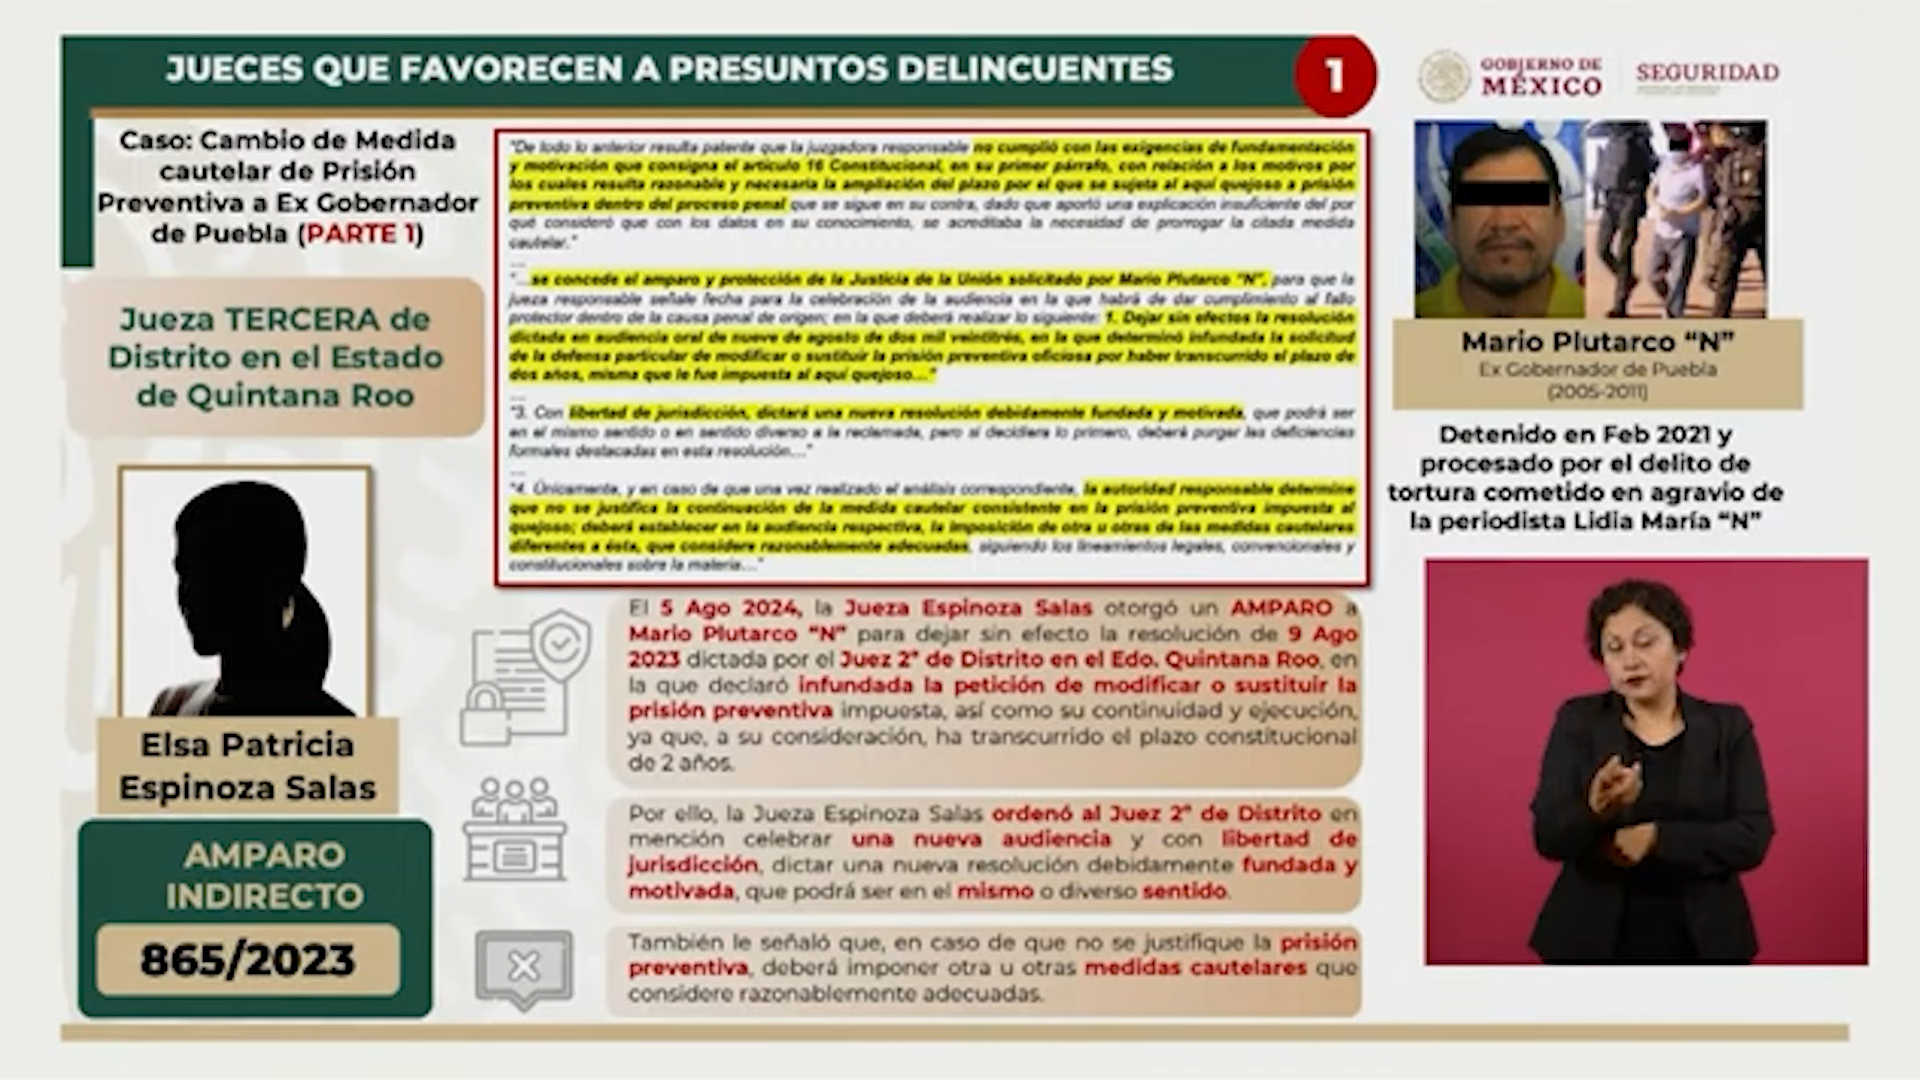 JUECES QUE FAVORECEN A PRESUNTOS DELINCUENTES
1
GOBIERNO DE
MÉXICO
SEGURIDAD
Caso: Cambio de Medida
cautelar de Prisión
Preventiva a Ex Gobernador
de Puebla (PARTE 1)
Jueza TERCERA de
Distrito en el Estado
de Quintana Roo
Elsa Patricia
Espinoza Salas
AMPARO
INDIRECTO
865/2023
"De todo lo anterior resulta patente que la juzgadora responsable no cumplió con las exigencias de fundamentación
y motivación que consigna el artículo 16 Constitucional, en su primer párrafo, con relación a los motivos por
los cuales resulta razonable y necesaria la ampliación del plazo por el que se sujeta al aquí quejoso a prisión
preventiva dentro del proceso penal que se sigue en su contra, dado que aportó una explicación insuficiente del por
qué consideró que con los datos en su conocimiento, se acreditaba la necesidad de prorrogar la citada medida
cautelar."
...
"...se concede el amparo y protección de la Justicia de la Unión solicitado por Mario Plutarco "N", para que la
jueza responsable señale fecha para la celebración de la audiencia en la que habrá de dar cumplimiento al fallo
protector dentro de la causa penal de origen; en la que deberá realizar lo siguiente: 1. Dejar sin efectos la resolución
dictada en audiencia oral de nueve de agosto de dos mil veintitrés, en la que determinó infundada la solicitud
de la defensa particular de modificar o sustituir la prisión preventiva oficiosa por haber transcurrido el plazo de
dos años, misma que le fue impuesta al aquí quejoso..."
...
"3. Con libertad de jurisdicción, dictará una nueva resolución debidamente fundada y motivada, que podrá ser
en el mismo sentido o en sentido diverso a la reclamada, pero si decidiera lo primero, deberá purgar las deficiencias
formales destacadas en esta resolución..."
...
"4. Únicamente, y en caso de que una vez realizado el análisis correspondiente, la autoridad responsable determine
que no se justifica la continuación de la medida cautelar consistente en la prisión preventiva impuesta al
quejoso; deberá establecer en la audiencia respectiva, la imposición de otra u otras de las medidas cautelares
diferentes a ésta, que considere razonablemente adecuadas, siguiendo los lineamientos legales, convencionales y
constitucionales sobre la materia..."
El 5 Ago 2024, la Jueza Espinoza Salas otorgó un AMPARO a
Mario Plutarco "N" para dejar sin efecto la resolución de 9 Ago
2023 dictada por el Juez 2° de Distrito en el Edo. Quintana Roo, en
la que declaró infundada la petición de modificar o sustituir la
prisión preventiva impuesta, así como su continuidad y ejecución,
ya que, a su consideración, ha transcurrido el plazo constitucional
de 2 años.
Por ello, la Jueza Espinoza Salas ordenó al Juez 2° de Distrito en
mención celebrar una nueva audiencia y con libertad de
jurisdicción, dictar una nueva resolución debidamente fundada y
motivada, que podrá ser en el mismo o diverso sentido.
También le señaló que, en caso de que no se justifique la prisión
preventiva, deberá imponer otra u otras medidas cautelares que
considere razonablemente adecuadas.
Mario Plutarco "N"
Ex Gobernador de Puebla
(2005-2011)
Detenido en Feb 2021 y
procesado por el delito de
tortura cometido en agravio de
la periodista Lidia María "N"